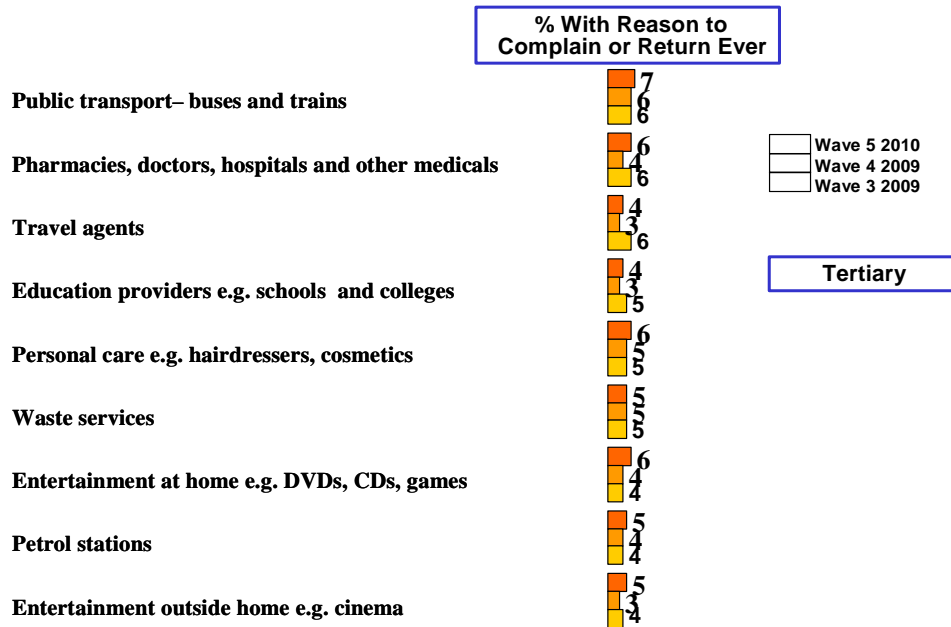 % With Reason to
Complain or Return Ever
Public transport– buses and trains
7
6
6
Pharmacies, doctors, hospitals and other medicals
6
4
6
Wave 5 2010
Wave 4 2009
Wave 3 2009
Travel agents
4
3
6
Tertiary
Education providers e.g. schools and colleges
4
3
5
Personal care e.g. hairdressers, cosmetics
6
5
5
Waste services
5
5
5
Entertainment at home e.g. DVDs, CDs, games
6
4
4
Petrol stations
5
4
4
Entertainment outside home e.g. cinema
5
3
4